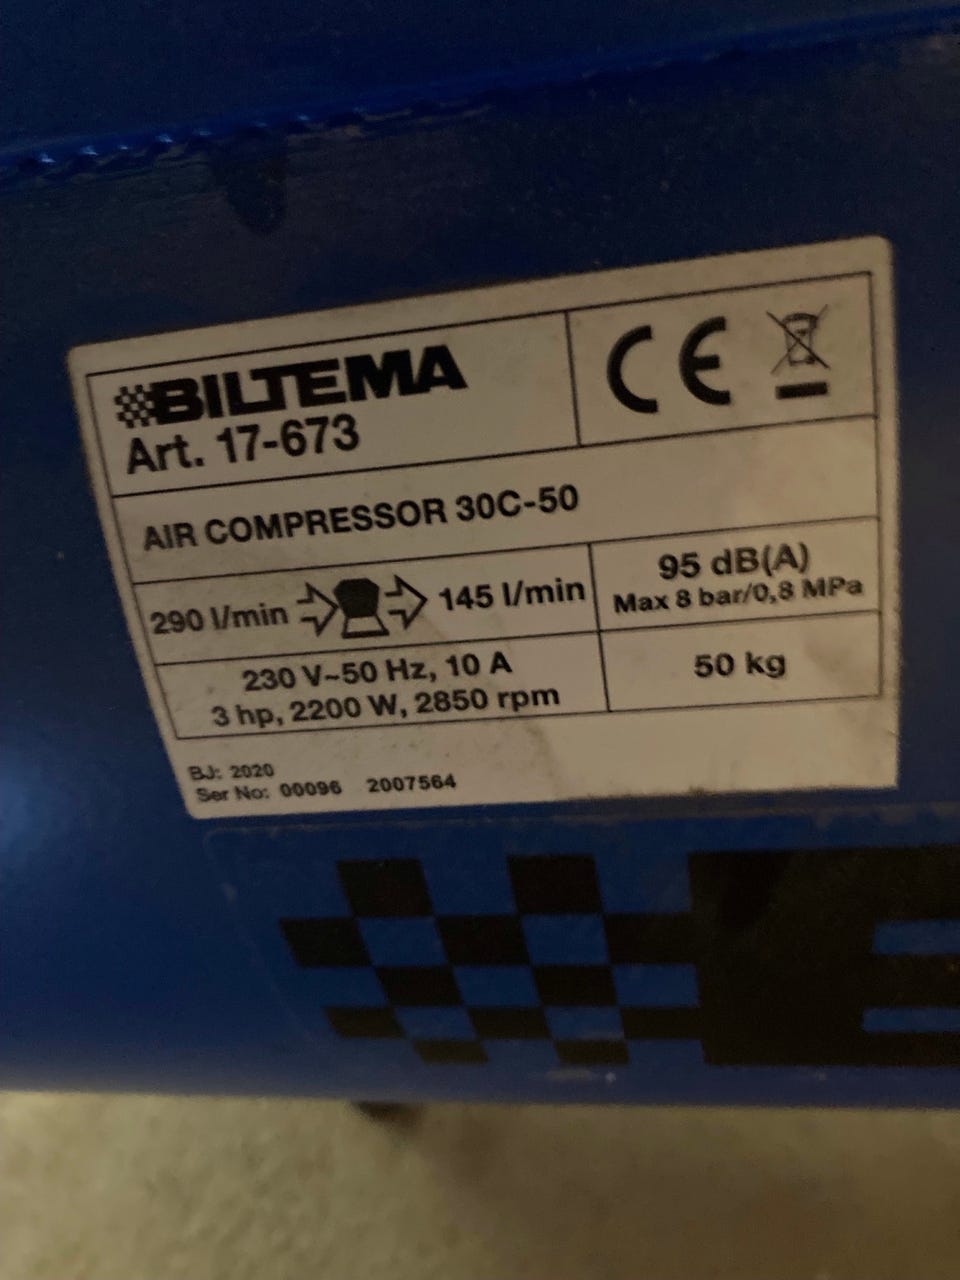 BILTEMA
Art. 17-673
CE
AIR COMPRESSOR 30C-50
290 l/min 145 l/min
95 dB(A)
Max 8 bar/0,8 MPa
230 V~50 Hz, 10 A
3 hp, 2200 W, 2850 rpm
50 kg
BJ: 2020
Ser No: 00096 2007564